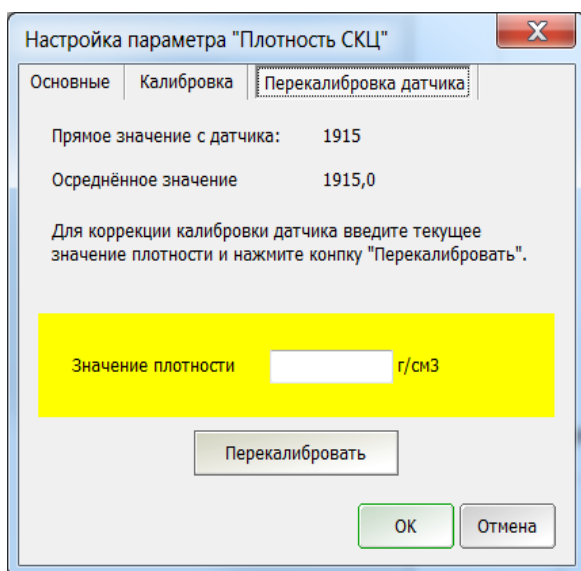 Настройка параметра "Плотность СКЦ"
X
Основные Калибровка Перекалибровка датчика
Прямое значение с датчика: 1915
Осреднённое значение 1915,0
Для коррекции калибровки датчика введите текущее
значение плотности и нажмите конпку "Перекалибровать".
Значение плотности г/см3
Перекалибровать
OK Отмена